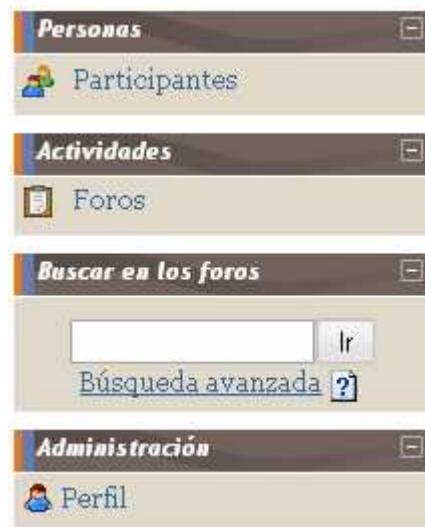 Personas
Participantes
Actividades
Foros
Buscar en los foros
Ir
Búsqueda avanzada ?
Administración
Perfil